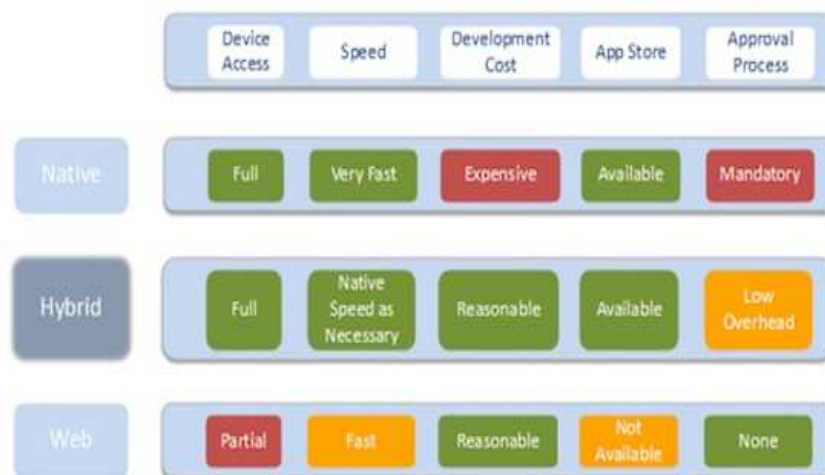 Device Access
Speed
Development Cost
App Store
Approval Process
Native
Full
Very Fast
Expensive
Available
Mandatory
Hybrid
Full
Native Speed as Necessary
Reasonable
Available
Low Overhead
Web
Partial
Fast
Reasonable
Not Available
None